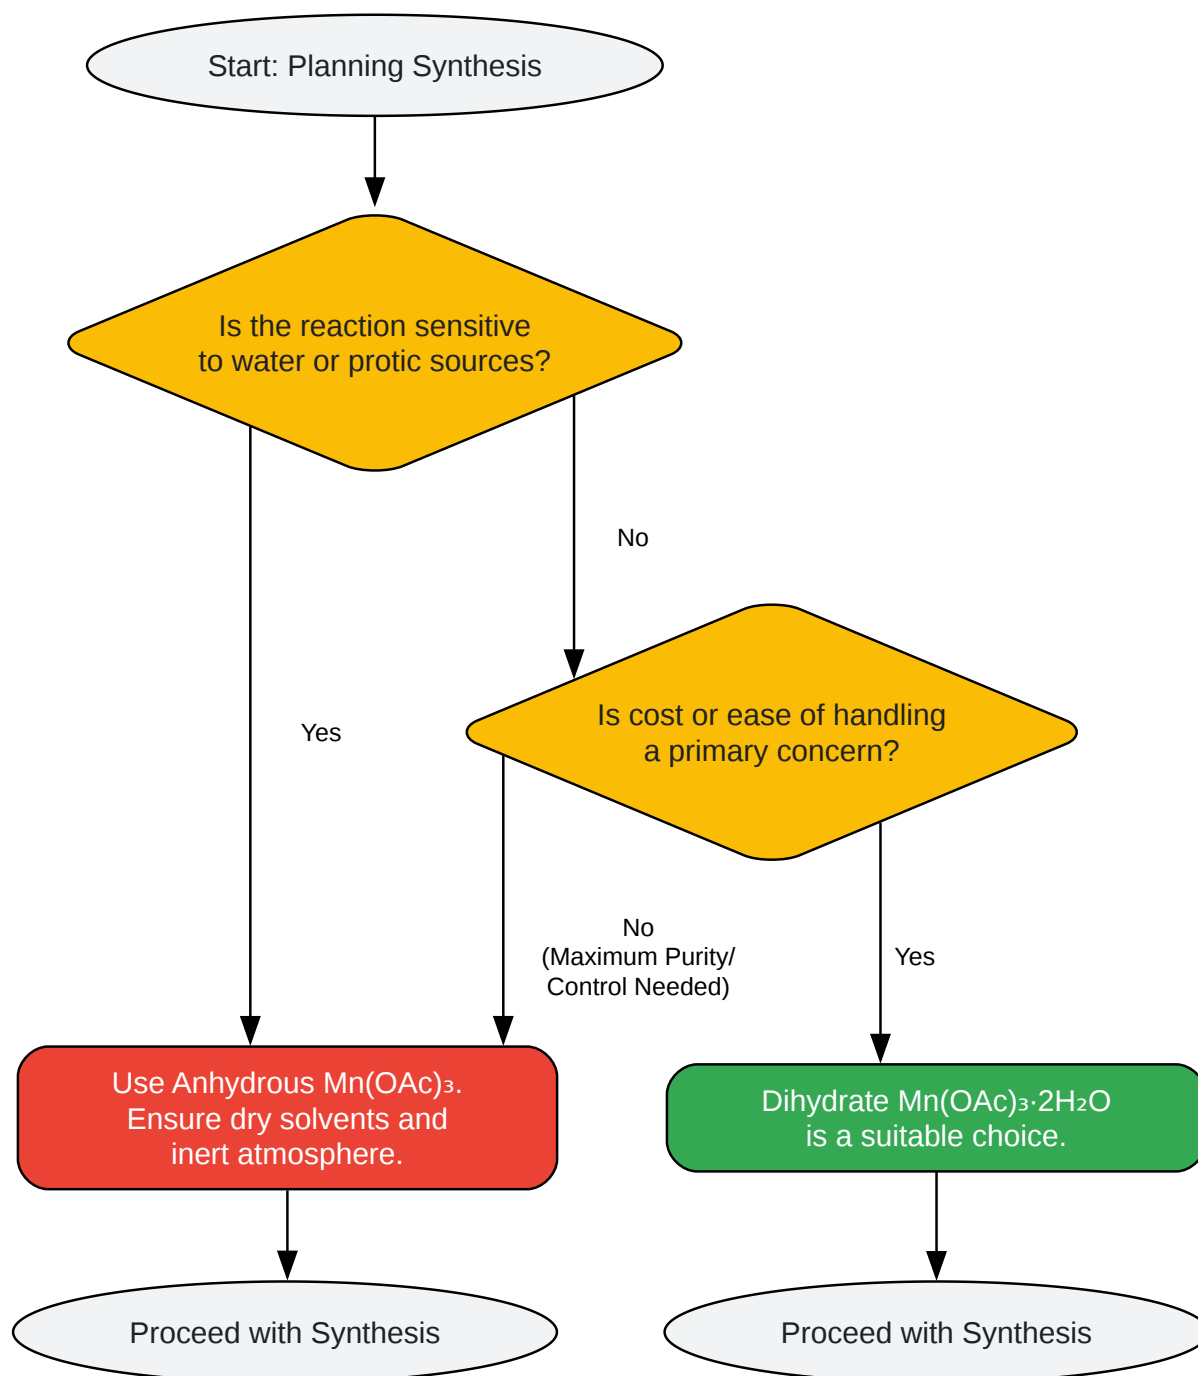 Start: Planning Synthesis
Is the reaction sensitive
to water or protic sources?
No
Yes
Is cost or ease of handling
a primary concern?
No
(Maximum Purity/
Control Needed)
Yes
Use Anhydrous Mn(OAc)₃.
Ensure dry solvents and
inert atmosphere.
Dihydrate Mn(OAc)₃·2H₂O
is a suitable choice.
Proceed with Synthesis
Proceed with Synthesis